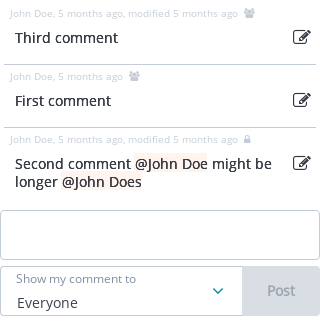 John Doe, 5 months ago, modified 5 months ago
Third comment
John Doe, 5 months ago
First comment
John Doe, 5 months ago, modified 5 months ago
Second comment @John Doe might be
longer @John Does
Show my comment to
Everyone
Post